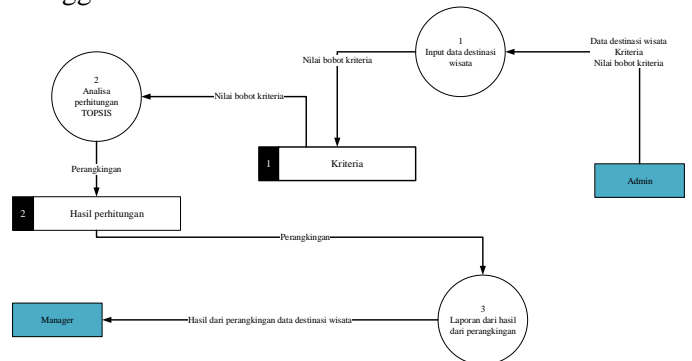 1
Input data destinasi
wisata
Data destinasi wisata
Kriteria
Nilai bobot kriteria
Nilai bobot kriteria
2
Analisa
perhitungan
TOPSIS
Nilai bobot kriteria
1
Kriteria
Admin
Perangkingan
2
Hasil perhitungan
Perangkingan
3
Laporan dari hasil
dari perangkingan
Hasil dari perangkingan data destinasi wisata
Manager